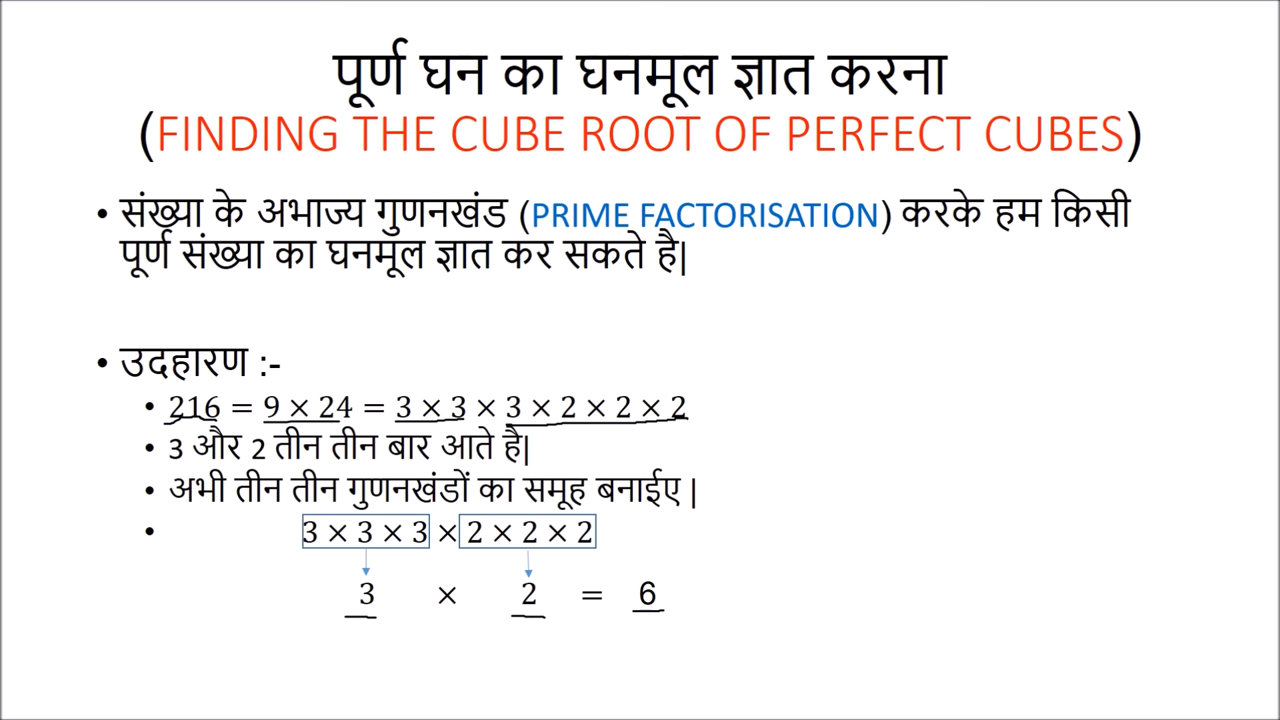 पूर्ण घन का घनमूल ज्ञात करना
(FINDING THE CUBE ROOT OF PERFECT CUBES)
• संख्या के अभाज्य गुणनखंड (PRIME FACTORISATION) करके हम किसी
पूर्ण संख्या का घनमूल ज्ञात कर सकते है|
• उदहारण :-
• 216 = 9 × 24 = 3 × 3 × 3 × 2 × 2 × 2
• 3 और 2 तीन तीन बार आते है|
• अभी तीन तीन गुणनखंडों का समूह बनाईए |
• 3 × 3 × 3 × 2 × 2 × 2
3 × 2 = 6